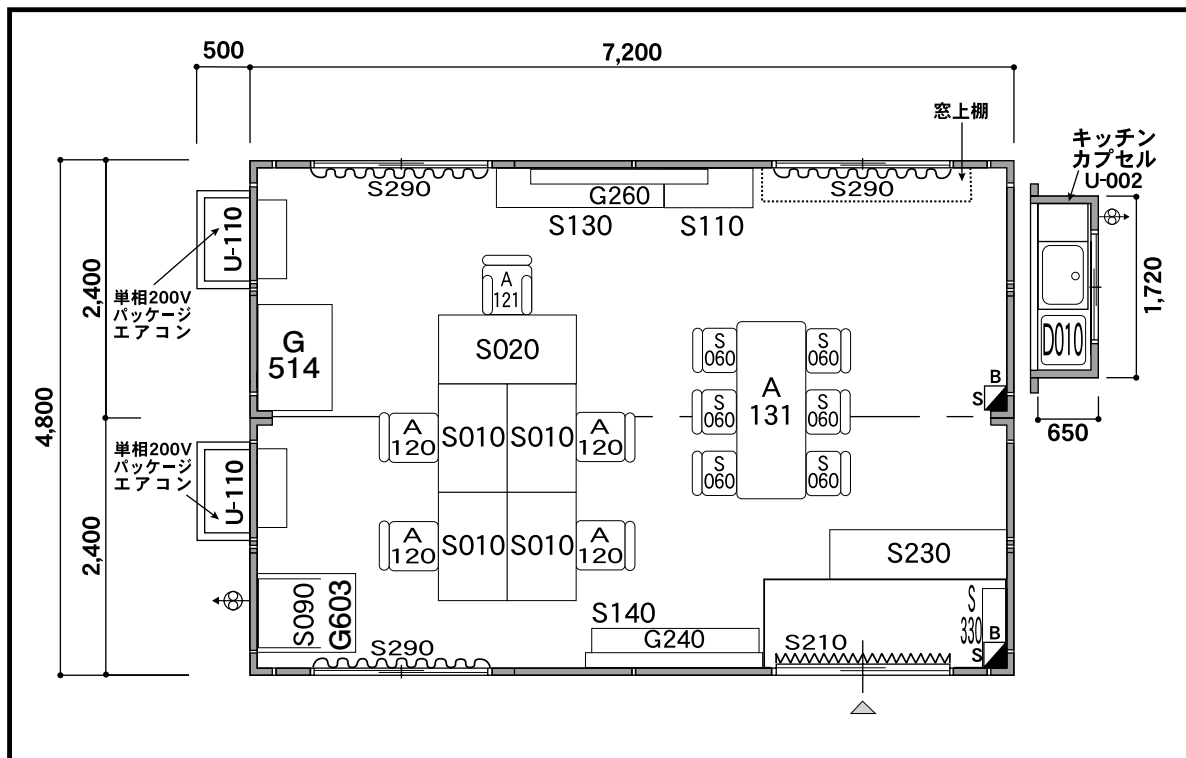 500
7,200
窓上棚
キッチン
カプセル
U-002
S290
G260
S290
S130
S110
U-110
単相200V
パッケージ
エアコン
2,400
4,800
A
121
G
514
S020
S
060
S
060
A
131
S
060
S
060
S
060
S
060
D010
1,720
650
B
S
A
120
S010
S010
A
120
単相200V
パッケージ
エアコン
U-110
2,400
A
120
S010
S010
A
120
S230
S090
G603
S290
S140
G240
S210
S
330
B
S